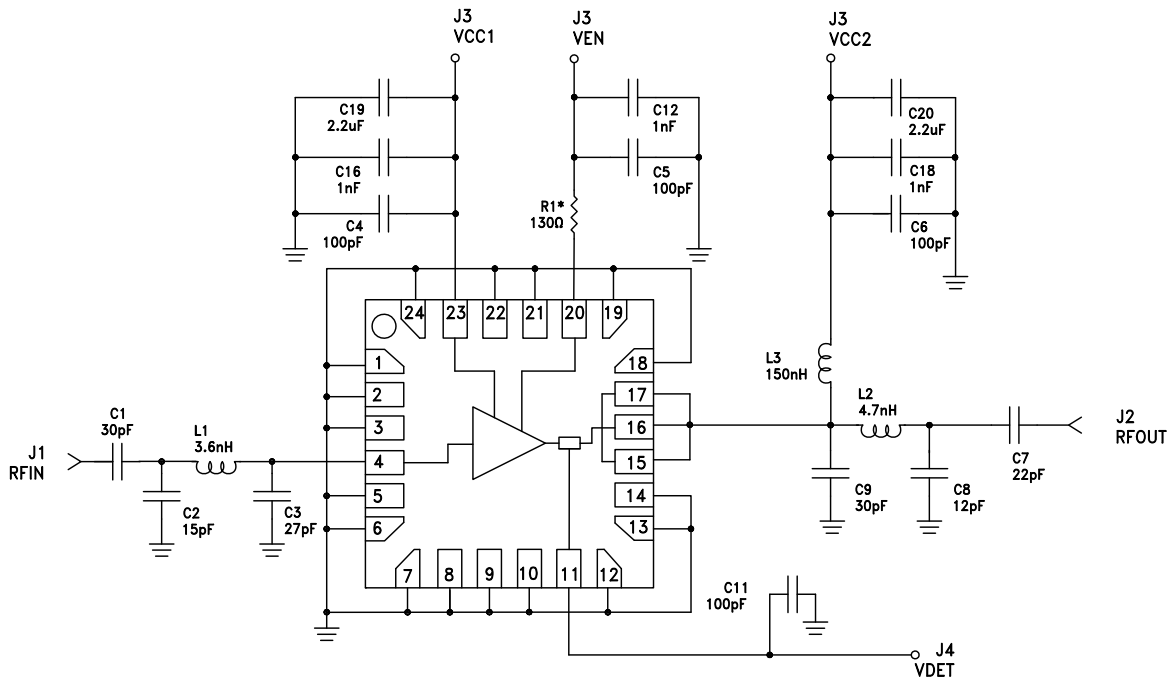 J3
VCC1
J3
VEN
J3
VCC2
C19
2.2uF
C12
1nF
C20
2.2uF
C16
1nF
C5
100pF
C18
1nF
C4
100pF
R1*
130Ω
C6
100pF
24
23
22
21
20
19
1
2
3
4
5
6
18
17
16
15
14
13
7
8
9
10
11
12
L3
150nH
L2
4.7nH
C1
30pF
L1
3.6nH
J1
RFIN
J2
RFOUT
C2
15pF
C3
27pF
C7
22pF
C9
30pF
C8
12pF
C11
100pF
J4
VDET